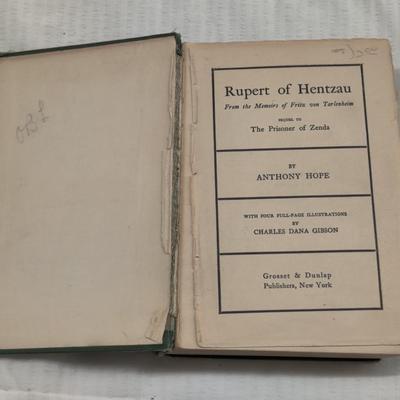 Rupert of Hentzau
From the Memoirs of Fritz von Tarlenheim
SEQUEL TO
The Prisoner of Zenda
BY
ANTHONY HOPE
WITH FOUR FULL-PAGE ILLUSTRATIONS
BY
CHARLES DANA GIBSON
Grosset & Dunlap
Publishers, New York